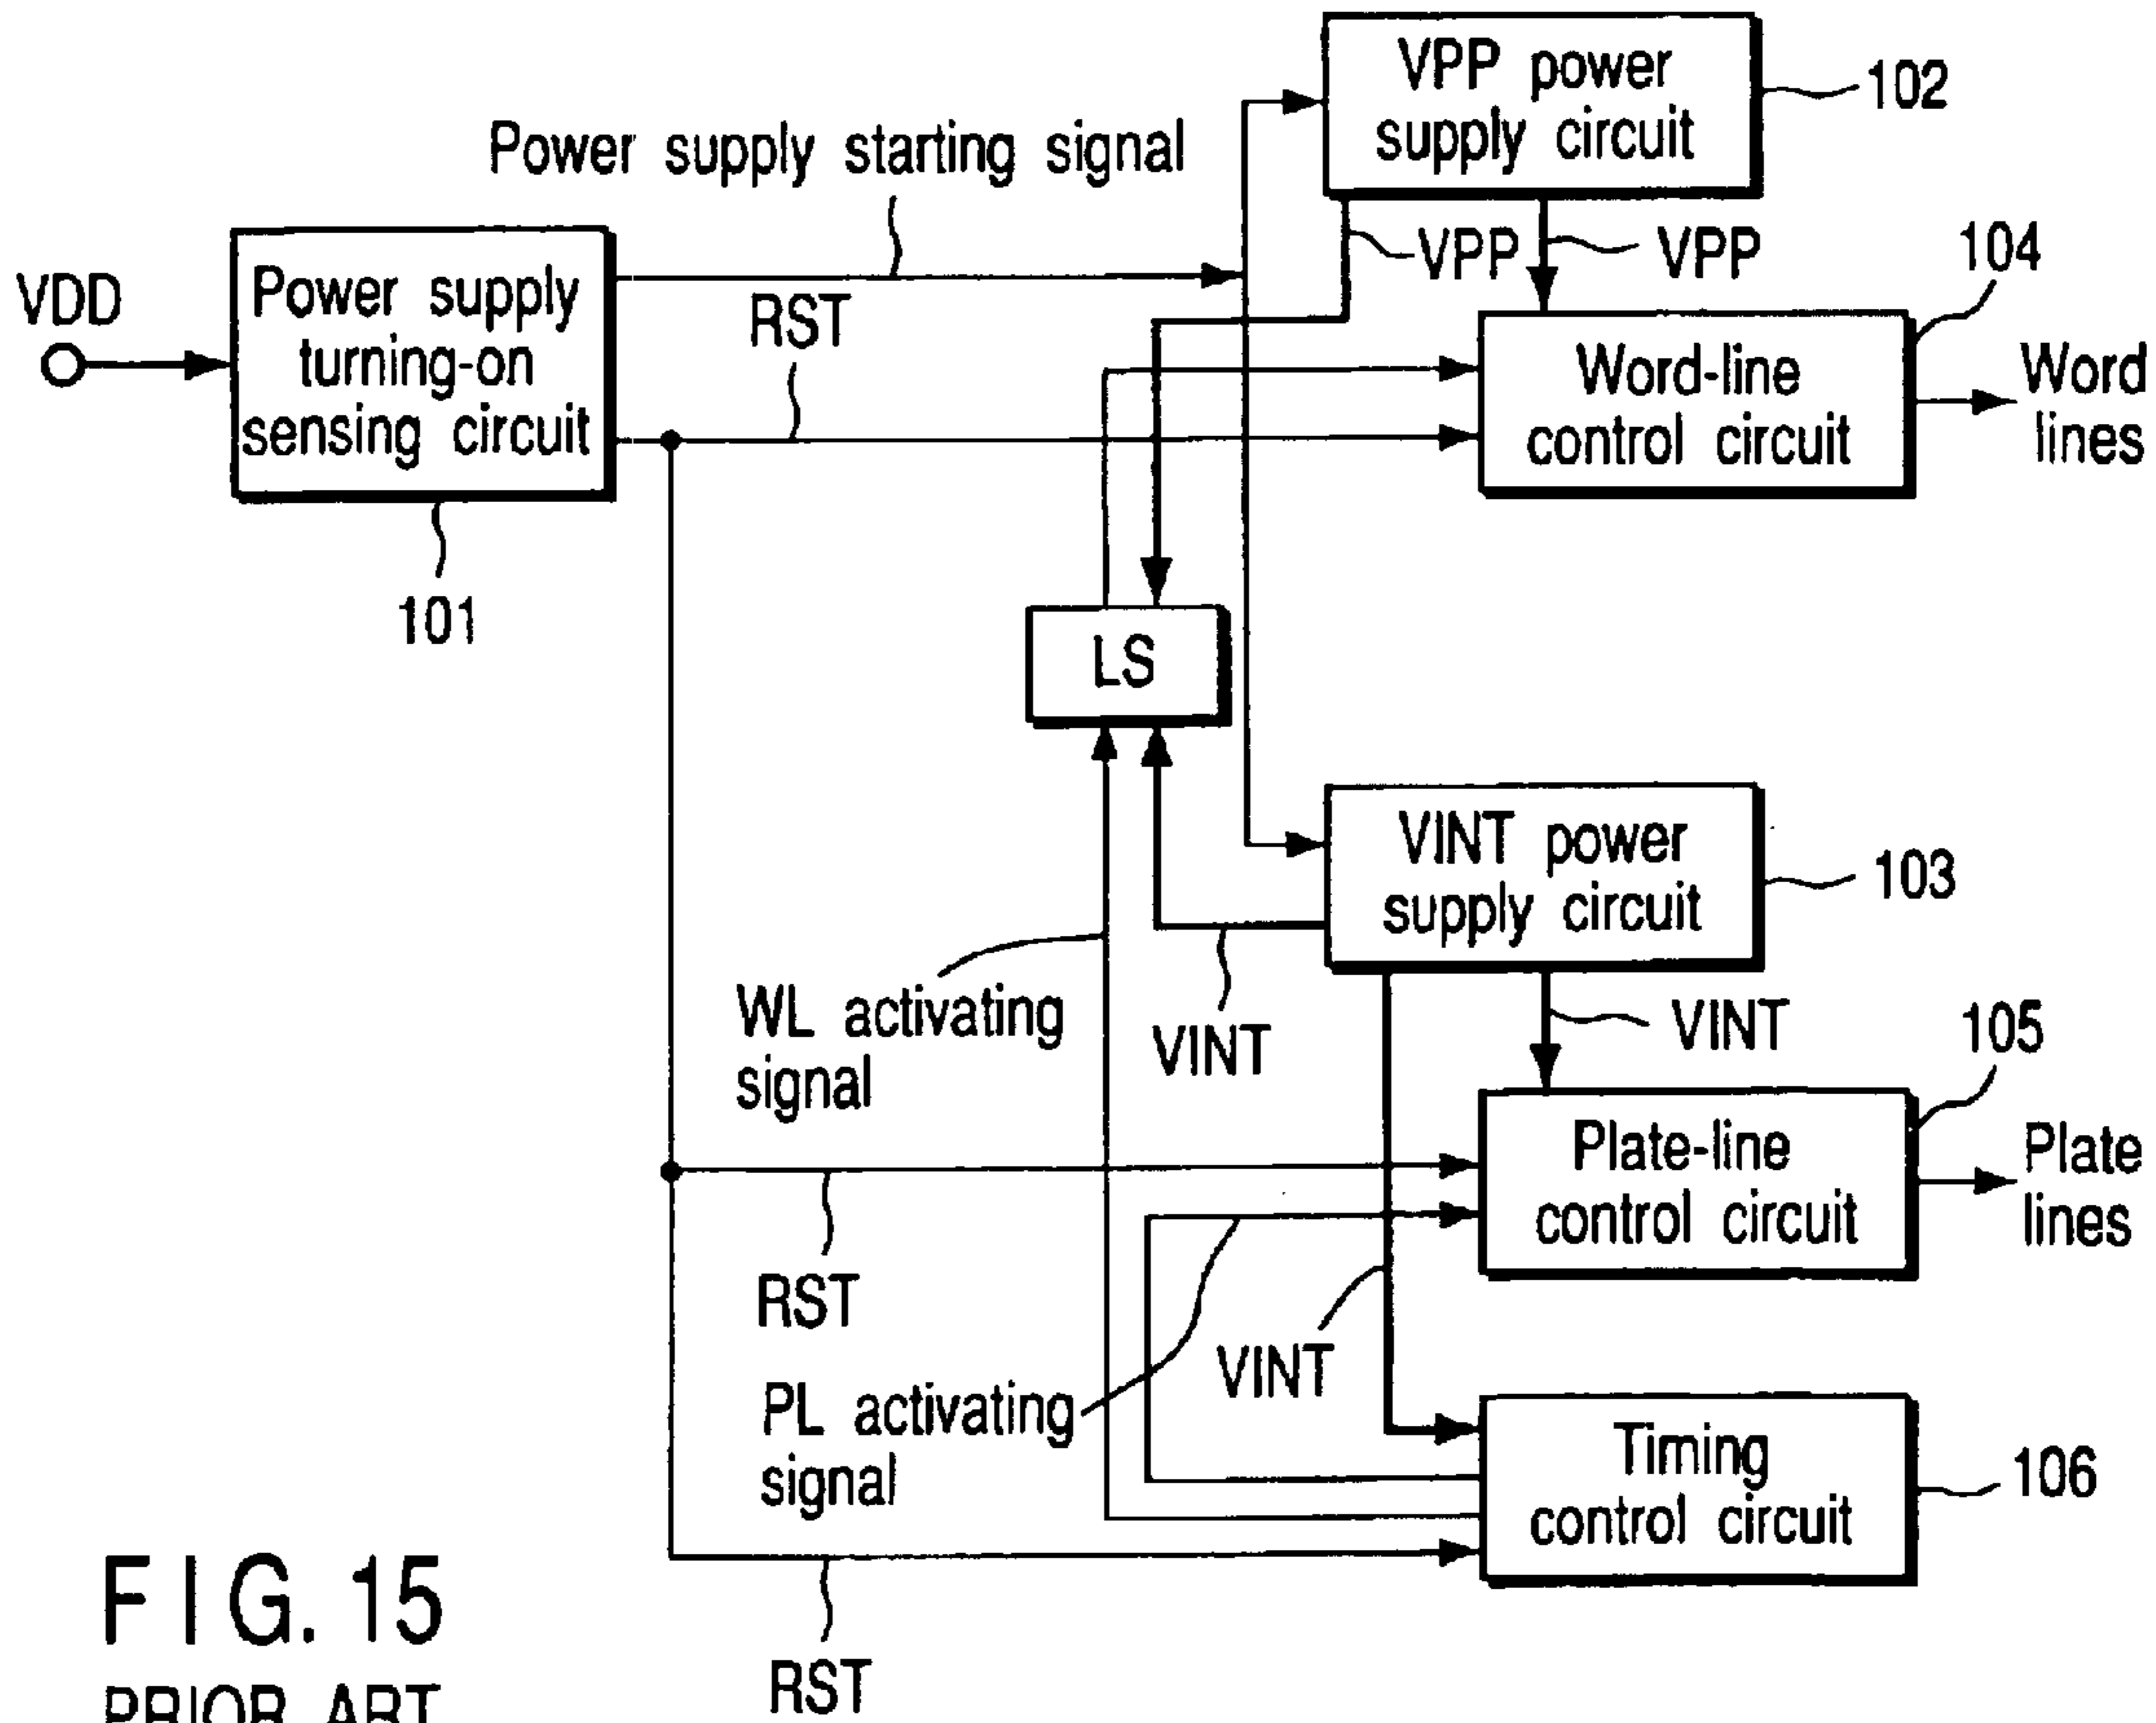 VPP power
supply circuit
102
Power supply starting signal
VPP
VPP
104
VDD
Power supply
turning-on
sensing circuit
RST
Word-line
control circuit
Word
lines
101
LS
VINT power
supply circuit
103
WL activating
signal
VINT
VINT
105
Plate-line
control circuit
Plate
lines
RST
VINT
PL activating
signal
Timing
control circuit
106
RST
FIG. 15
PRIOR ART